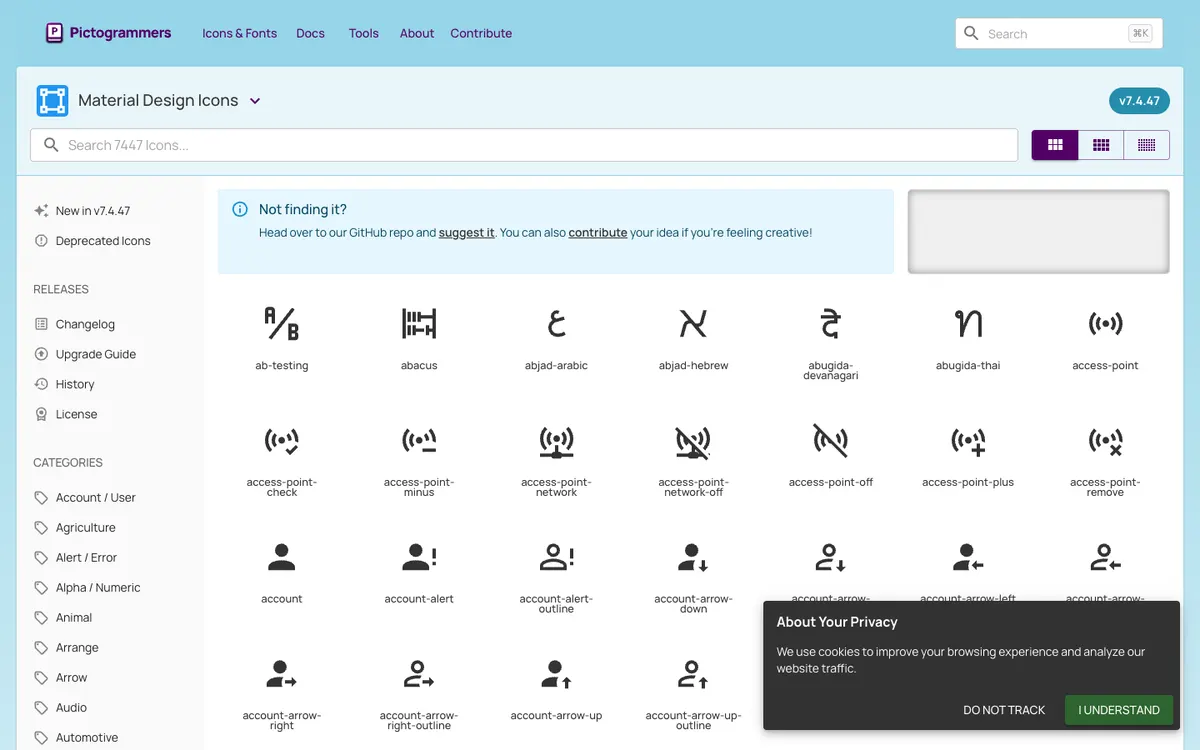 Pictogrammers
Icons & Fonts
Docs
Tools
About
Contribute
Search
⌘K
Material Design Icons
v7.4.47
Search 7447 Icons...
New in v7.4.47
Deprecated Icons
RELEASES
Changelog
Upgrade Guide
History
License
CATEGORIES
Account / User
Agriculture
Alert / Error
Alpha / Numeric
Animal
Arrange
Arrow
Audio
Automotive
Not finding it?
Head over to our GitHub repo and suggest it. You can also contribute your idea if you're feeling creative!
ab-testing
abacus
abjad-arabic
abjad-hebrew
abugida-
devanagari
abugida-thai
access-point
access-point-
check
access-point-
minus
access-point-
network
access-point-
network-off
access-point-off
access-point-plus
access-point-
remove
account
account-alert
account-alert-
outline
account-arrow-
down
account-arrow-
account-arrow-left
account-arrow-
account-arrow-
right
account-arrow-
right-outline
account-arrow-up
account-arrow-up-
outline
About Your Privacy
We use cookies to improve your browsing experience and analyze our
website traffic.
DO NOT TRACK
I UNDERSTAND